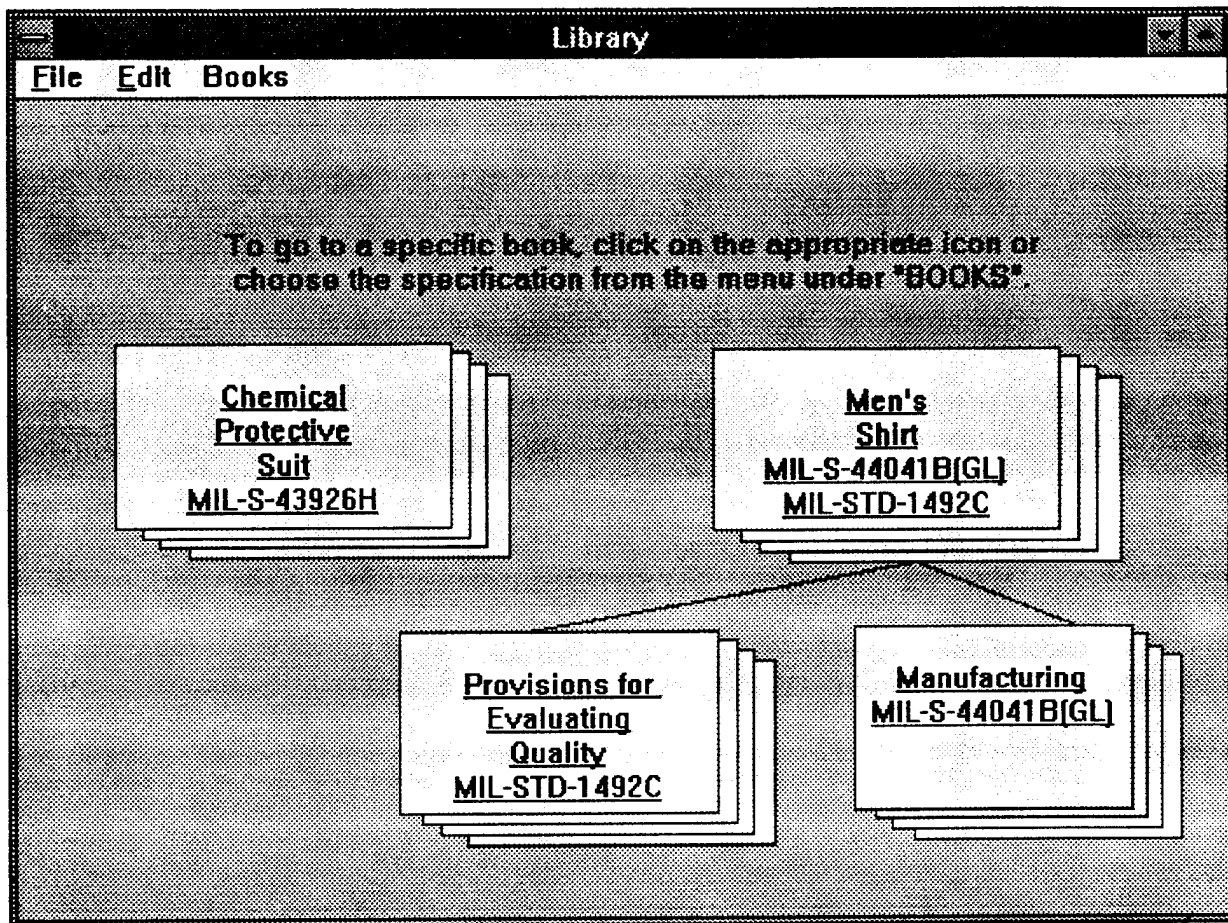 Library
File Edit Books
To go to a specific book, click on the appropriate icon or
choose the specification from the menu under "BOOKS".
Chemical
Protective
Suit
MIL-S-43926H
Men's
Shirt
MIL-S-44041B(GL)
MIL-STD-1492C
Provisions for
Evaluating
Quality
MIL-STD-1492C
Manufacturing
MIL-S-44041B(GL)